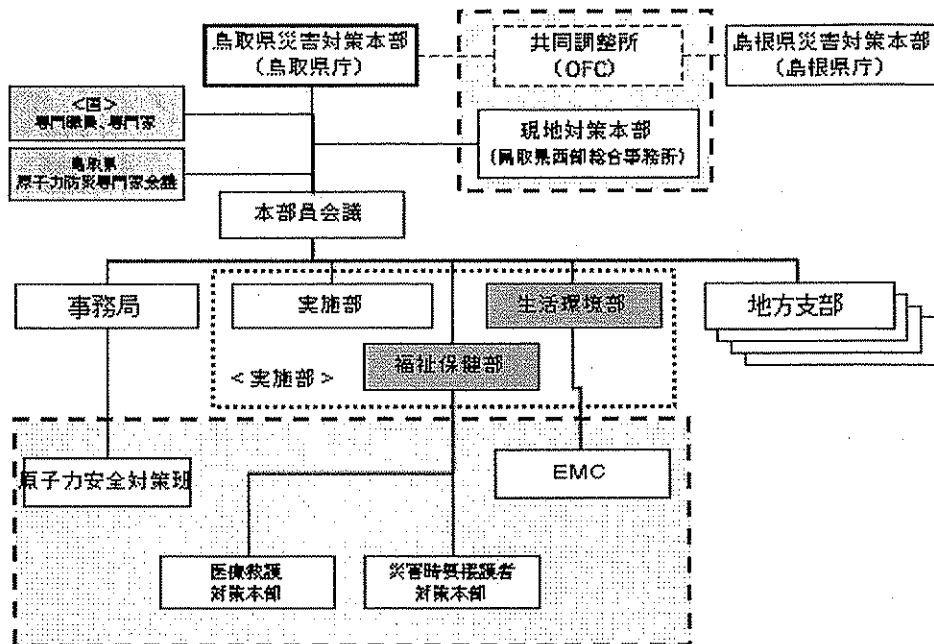 鳥取県災害対策本部
(鳥取県庁)
共同調整所
(OFC)
島根県災害対策本部
(島根県庁)
<国>
専門職員、専門家
現地対策本部
(鳥取県西部総合事務所)
鳥取県
原子力防災専門家会議
本部員会議
事務局
実施部
生活環境部
地方支部
福祉保健部
<実施部>
原子力安全対策班
EMC
医療救護
対策本部
災害時要援護者
対策本部